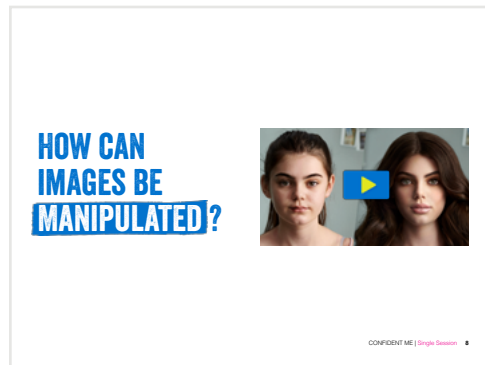 HOW CAN
IMAGES BE
MANIPULATED?
CONFIDENT ME | Single Session 8